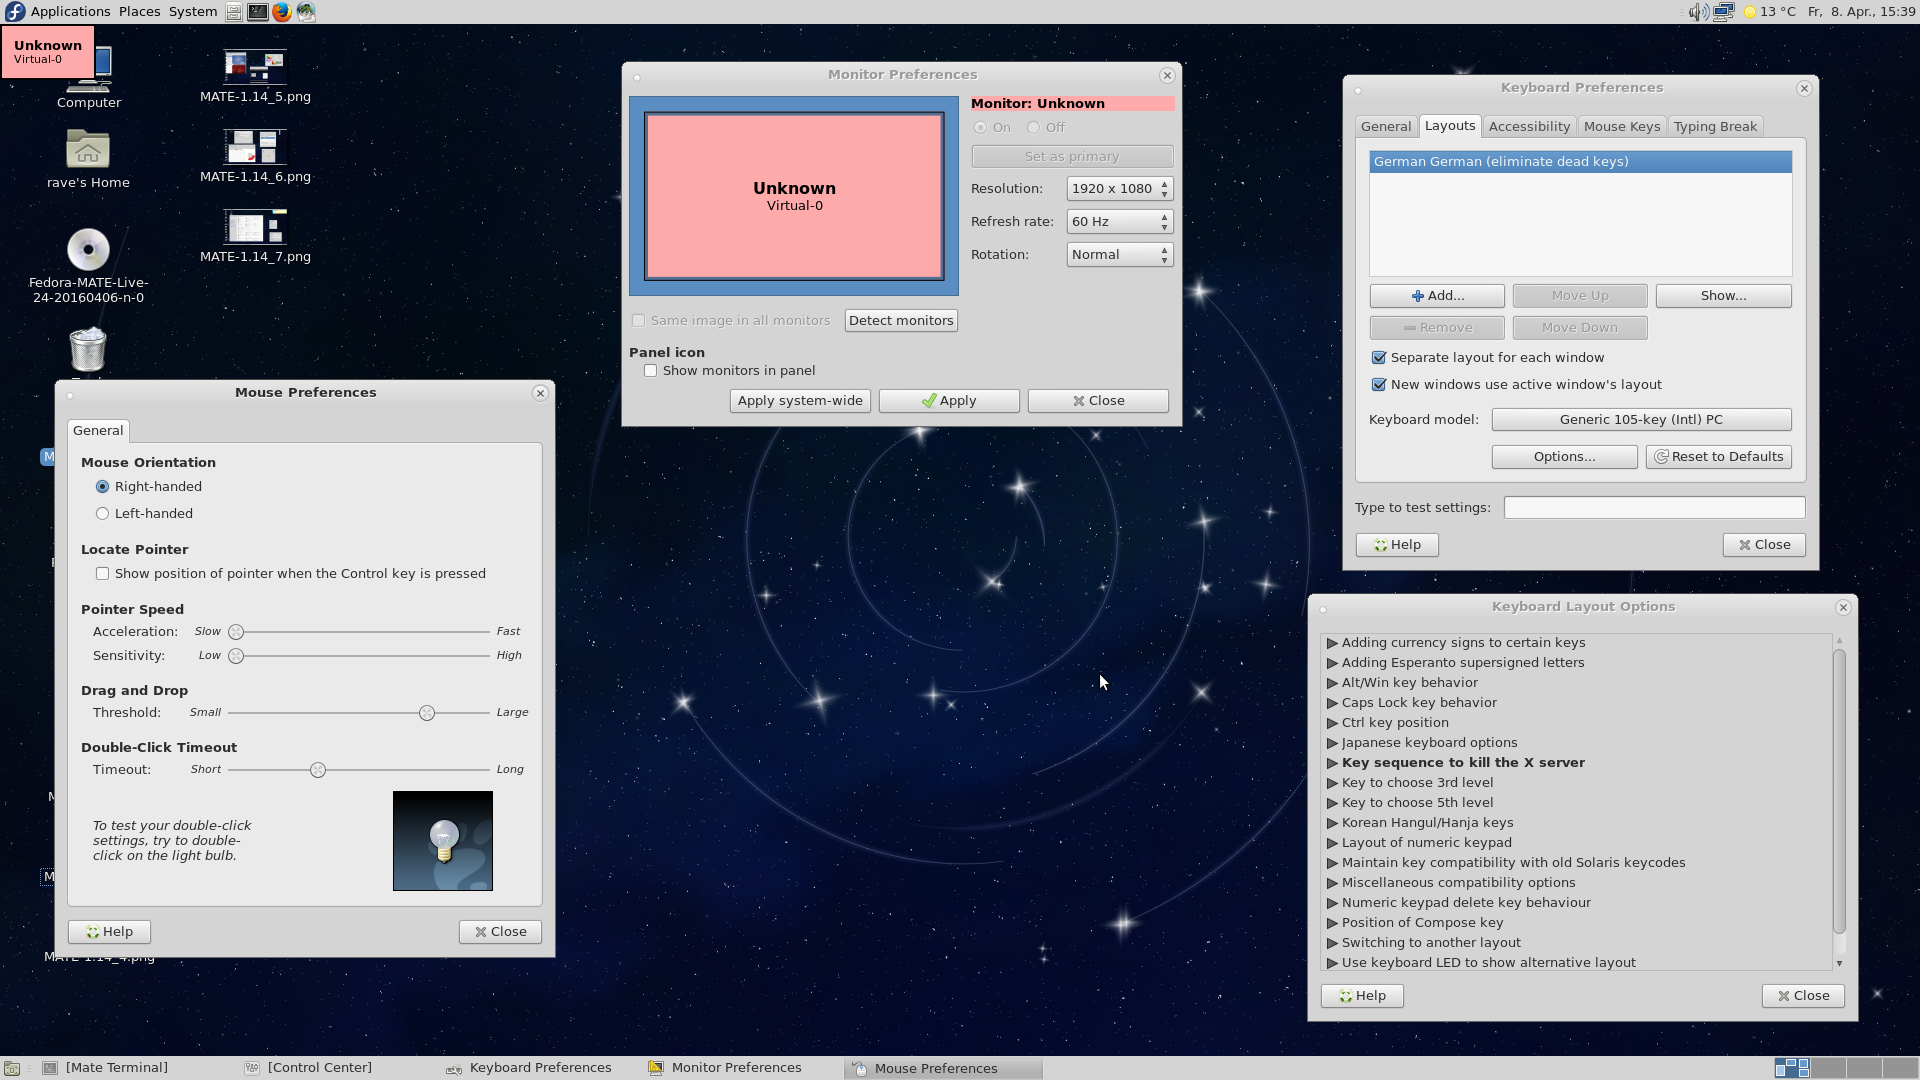 Applications Places System
13 °C Fr, 8. Apr., 15:39
Unknown
Virtual-0
Computer
rave's Home
Fedora-MATE-Live-
24-20160406-n-0
MATE-1.14_5.png
MATE-1.14_6.png
MATE-1.14_7.png
MATE-1.14_4.png
Monitor Preferences
Unknown
Virtual-0
Monitor: Unknown
On Off
Set as primary
Resolution: 1920 x 1080
Refresh rate: 60 Hz
Rotation: Normal
Same image in all monitors Detect monitors
Panel icon
Show monitors in panel
Apply system-wide Apply Close
Keyboard Preferences
General Layouts Accessibility Mouse Keys Typing Break
German German (eliminate dead keys)
Add... Move Up Show...
Remove Move Down
Separate layout for each window
New windows use active window's layout
Keyboard model: Generic 105-key (Intl) PC
Options... Reset to Defaults
Type to test settings:
Help Close
Mouse Preferences
General
Mouse Orientation
Right-handed
Left-handed
Locate Pointer
Show position of pointer when the Control key is pressed
Pointer Speed
Acceleration: Slow Fast
Sensitivity: Low High
Drag and Drop
Threshold: Small Large
Double-Click Timeout
Timeout: Short Long
To test your double-click
settings, try to double-
click on the light bulb.
Help Close
Keyboard Layout Options
Adding currency signs to certain keys
Adding Esperanto supersigned letters
Alt/Win key behavior
Caps Lock key behavior
Ctrl key position
Japanese keyboard options
Key sequence to kill the X server
Key to choose 3rd level
Key to choose 5th level
Korean Hangul/Hanja keys
Layout of numeric keypad
Maintain key compatibility with old Solaris keycodes
Miscellaneous compatibility options
Numeric keypad delete key behaviour
Position of Compose key
Switching to another layout
Use keyboard LED to show alternative layout
Help Close
[Mate Terminal] [Control Center] Keyboard Preferences Monitor Preferences Mouse Preferences